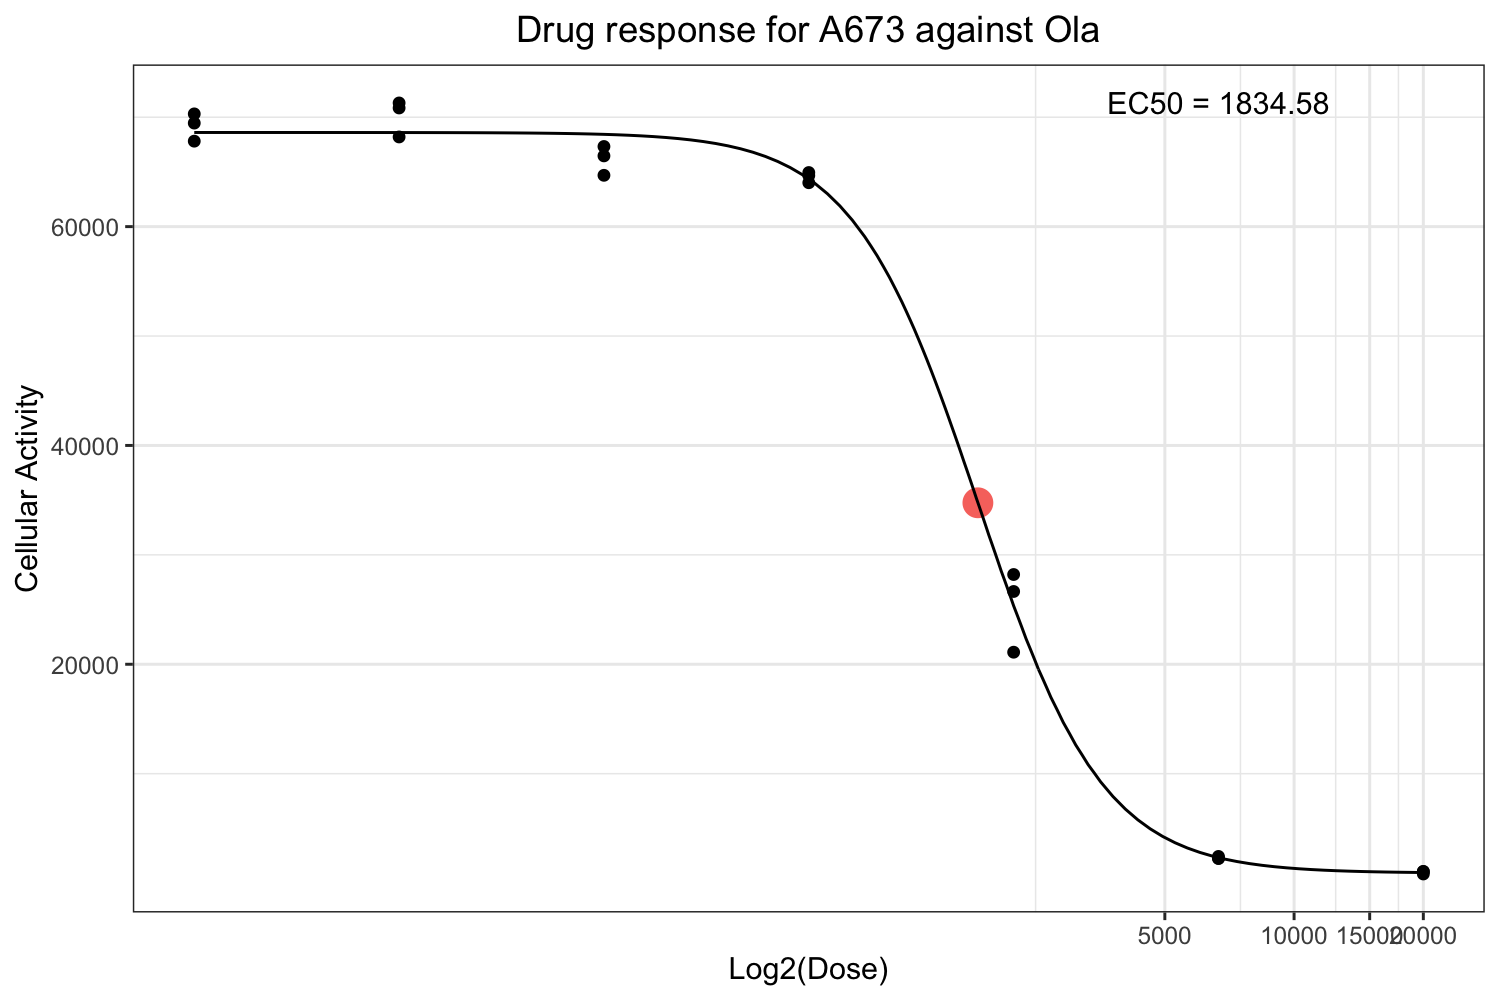 Drug response for A673 against Ola
EC50 = 1834.58
Cellular Activity
60000
40000
20000
5000 10000 15000 20000
Log2(Dose)